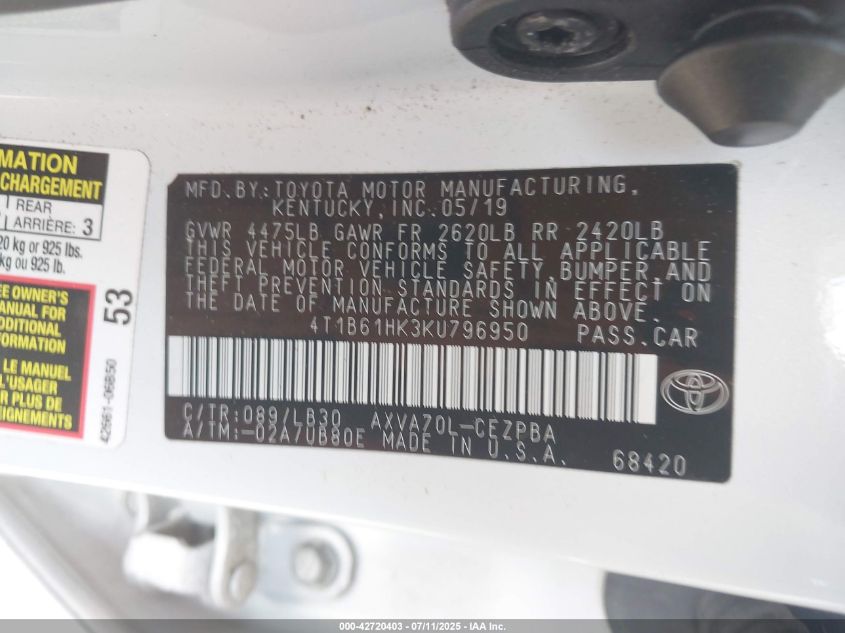 MATION
CHARGEMENT
REAR
ARRIÈRE: 3
20 kg or 925 lbs.
kg ou 925 lb.
EE OWNER'S
MANUAL FOR
ADDITIONAL
FORMATION
LE MANUEL
L'USAGER
PLUS DE
SEIGNEMENTS
53
42661-06B50
MFD.BY:TOYOTA MOTOR MANUFACTURING,
KENTUCKY,INC.05/19
GVWR 4475LB GAWR FR 2620LB RR 2420LB
THIS VEHICLE CONFORMS TO ALL APPLICABLE
FEDERAL MOTOR VEHICLE SAFETY,BUMPER,AND
THEFT PREVENTION STANDARDS IN EFFECT ON
THE DATE OF MANUFACTURE SHOWN ABOVE.
4T1B61HK3KU796950 PASS.CAR
C/TR:089/LB30 AXVA70L-CEZPBA
A/TM:-02A/UB80E MADE IN U.S.A.
68420
000-42720403 - 07/11/2025 - IAA Inc.